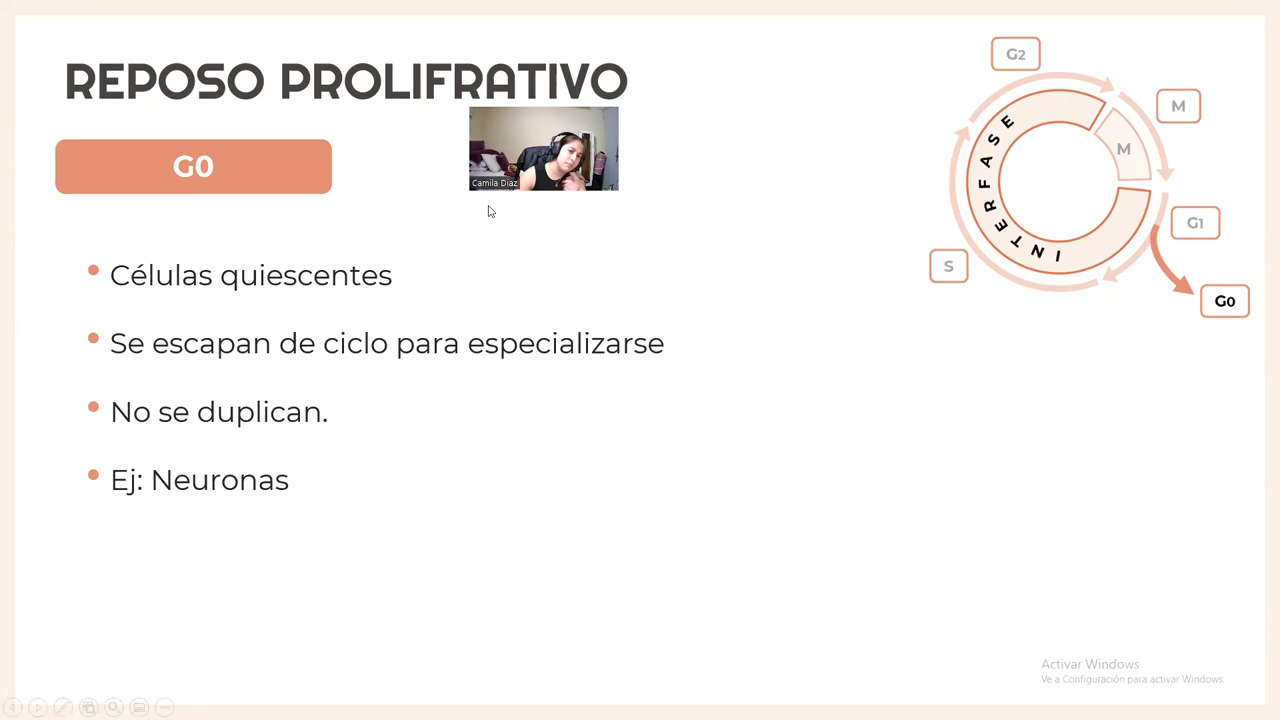 REPOSO PROLIFRATIVO
G0
Camila Díaz
Células quiescentes
Se escapan de ciclo para especializarse
No se duplican.
Ej: Neuronas
G2
M
M
INTERFASE
G1
S
G0
Activar Windows
Ve a Configuración para activar Windows.